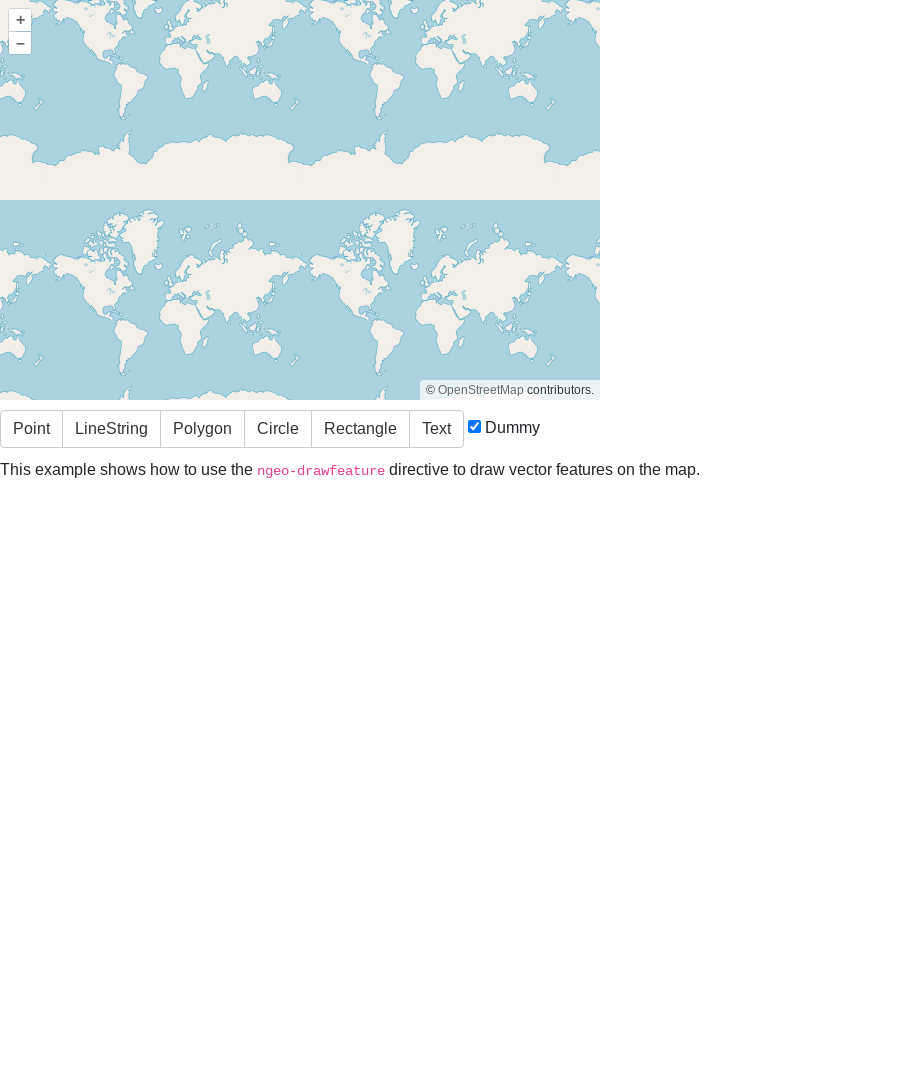 +
−
© OpenStreetMap contributors.
Point LineString Polygon Circle Rectangle Text Dummy
This example shows how to use the ngeo-drawfeature directive to draw vector features on the map.